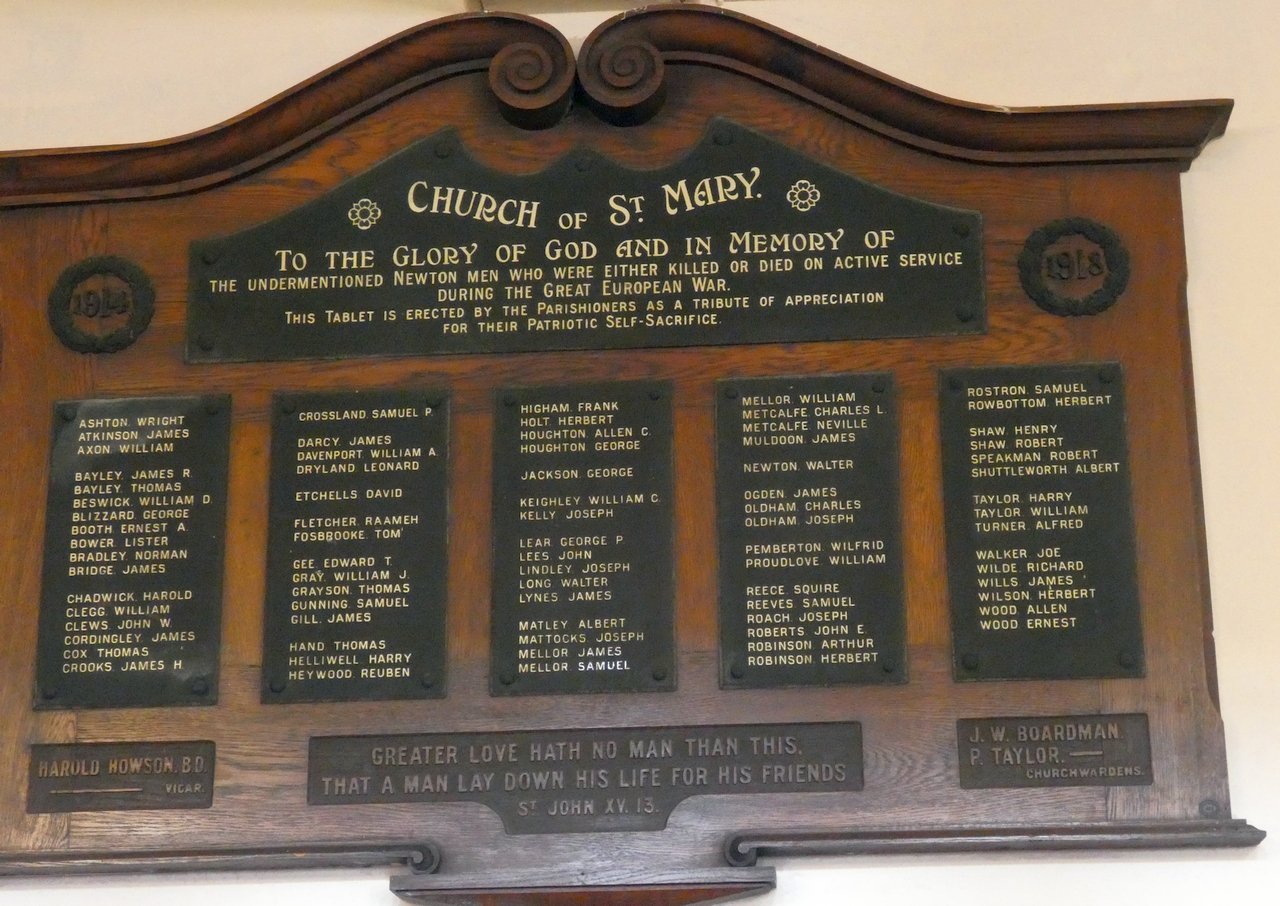 CHURCH OF ST MARY.
TO THE GLORY OF GOD AND IN MEMORY OF
THE UNDERMENTIONED NEWTON MEN WHO WERE EITHER KILLED OR DIED ON ACTIVE SERVICE
DURING THE GREAT EUROPEAN WAR.
THIS TABLET IS ERECTED BY THE PARISHIONERS AS A TRIBUTE OF APPRECIATION
FOR THEIR PATRIOTIC SELF-SACRIFICE.
1914
1918
ASHTON. WRIGHT
ATKINSON. JAMES
AXON. WILLIAM
BAYLEY. JAMES R.
BAYLEY. THOMAS
BESWICK. WILLIAM D.
BLIZZARD. GEORGE
BOOTH. ERNEST A.
BOWER. LISTER
BRADLEY. NORMAN
BRIDGE. JAMES
CHADWICK. HAROLD
CLEGG. WILLIAM
CLEWS. JOHN W.
CORDINGLEY. JAMES
COX. THOMAS
CROOKS. JAMES H.
CROSSLAND. SAMUEL P.
DARCY. JAMES
DAVENPORT. WILLIAM A.
DRYLAND. LEONARD
ETCHELLS. DAVID
FLETCHER. RAAMEH
FOSBROOKE. TOM
GEE. EDWARD T.
GRAY. WILLIAM J.
GRAYSON. THOMAS
GUNNING. SAMUEL
GILL. JAMES
HAND. THOMAS
HELLIWELL. HARRY
HEYWOOD. REUBEN
HIGHAM. FRANK
HOLT. HERBERT
HOUGHTON. ALLEN C.
HOUGHTON. GEORGE
JACKSON. GEORGE
KEIGHLEY. WILLIAM C.
KELLY. JOSEPH
LEAR. GEORGE P.
LEES. JOHN
LINDLEY. JOSEPH
LONG. WALTER
LYNES. JAMES
MATLEY. ALBERT
MATTOCKS. JOSEPH
MELLOR. JAMES
MELLOR. SAMUEL
MELLOR. WILLIAM
METCALFE. CHARLES L.
METCALFE. NEVILLE
MULDOON. JAMES
NEWTON. WALTER
OGDEN. JAMES
OLDHAM. CHARLES
OLDHAM. JOSEPH
PEMBERTON. WILFRID
PROUDLOVE. WILLIAM
REECE. SQUIRE
REEVES. SAMUEL
ROACH. JOSEPH
ROBERTS. JOHN E.
ROBINSON. ARTHUR
ROBINSON. HERBERT
ROSTRON. SAMUEL
ROWBOTTOM. HERBERT
SHAW. HENRY
SHAW. ROBERT
SPEAKMAN. ROBERT
SHUTTLEWORTH. ALBERT
TAYLOR. HARRY
TAYLOR. WILLIAM
TURNER. ALFRED
WALKER. JOE
WILDE. RICHARD
WILLS. JAMES
WILSON. HERBERT
WOOD. ALLEN
WOOD. ERNEST
HAROLD HOWSON. B.D.
VICAR.
GREATER LOVE HATH NO MAN THAN THIS,
THAT A MAN LAY DOWN HIS LIFE FOR HIS FRIENDS
ST. JOHN XV. 13.
J. W. BOARDMAN.
P. TAYLOR.
CHURCHWARDENS.